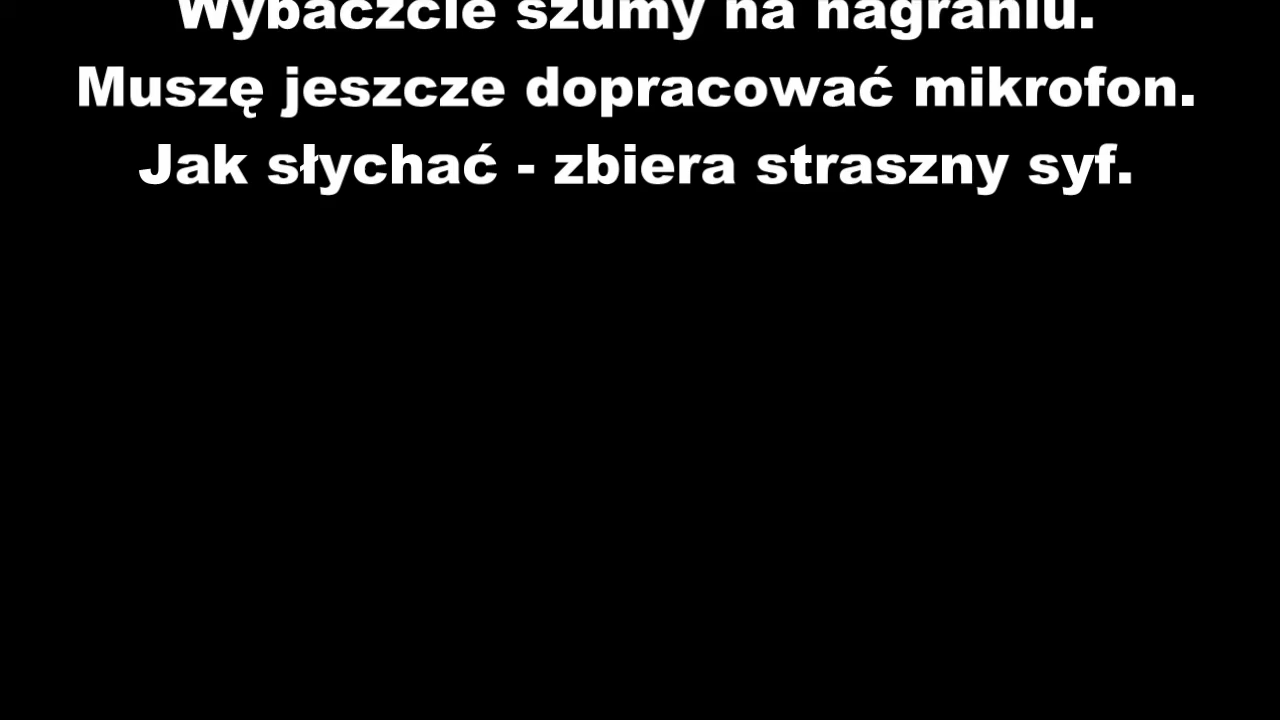 Wybaczcie szumy na nagraniu.
Muszę jeszcze dopracować mikrofon.
Jak słychać - zbiera straszny syf.